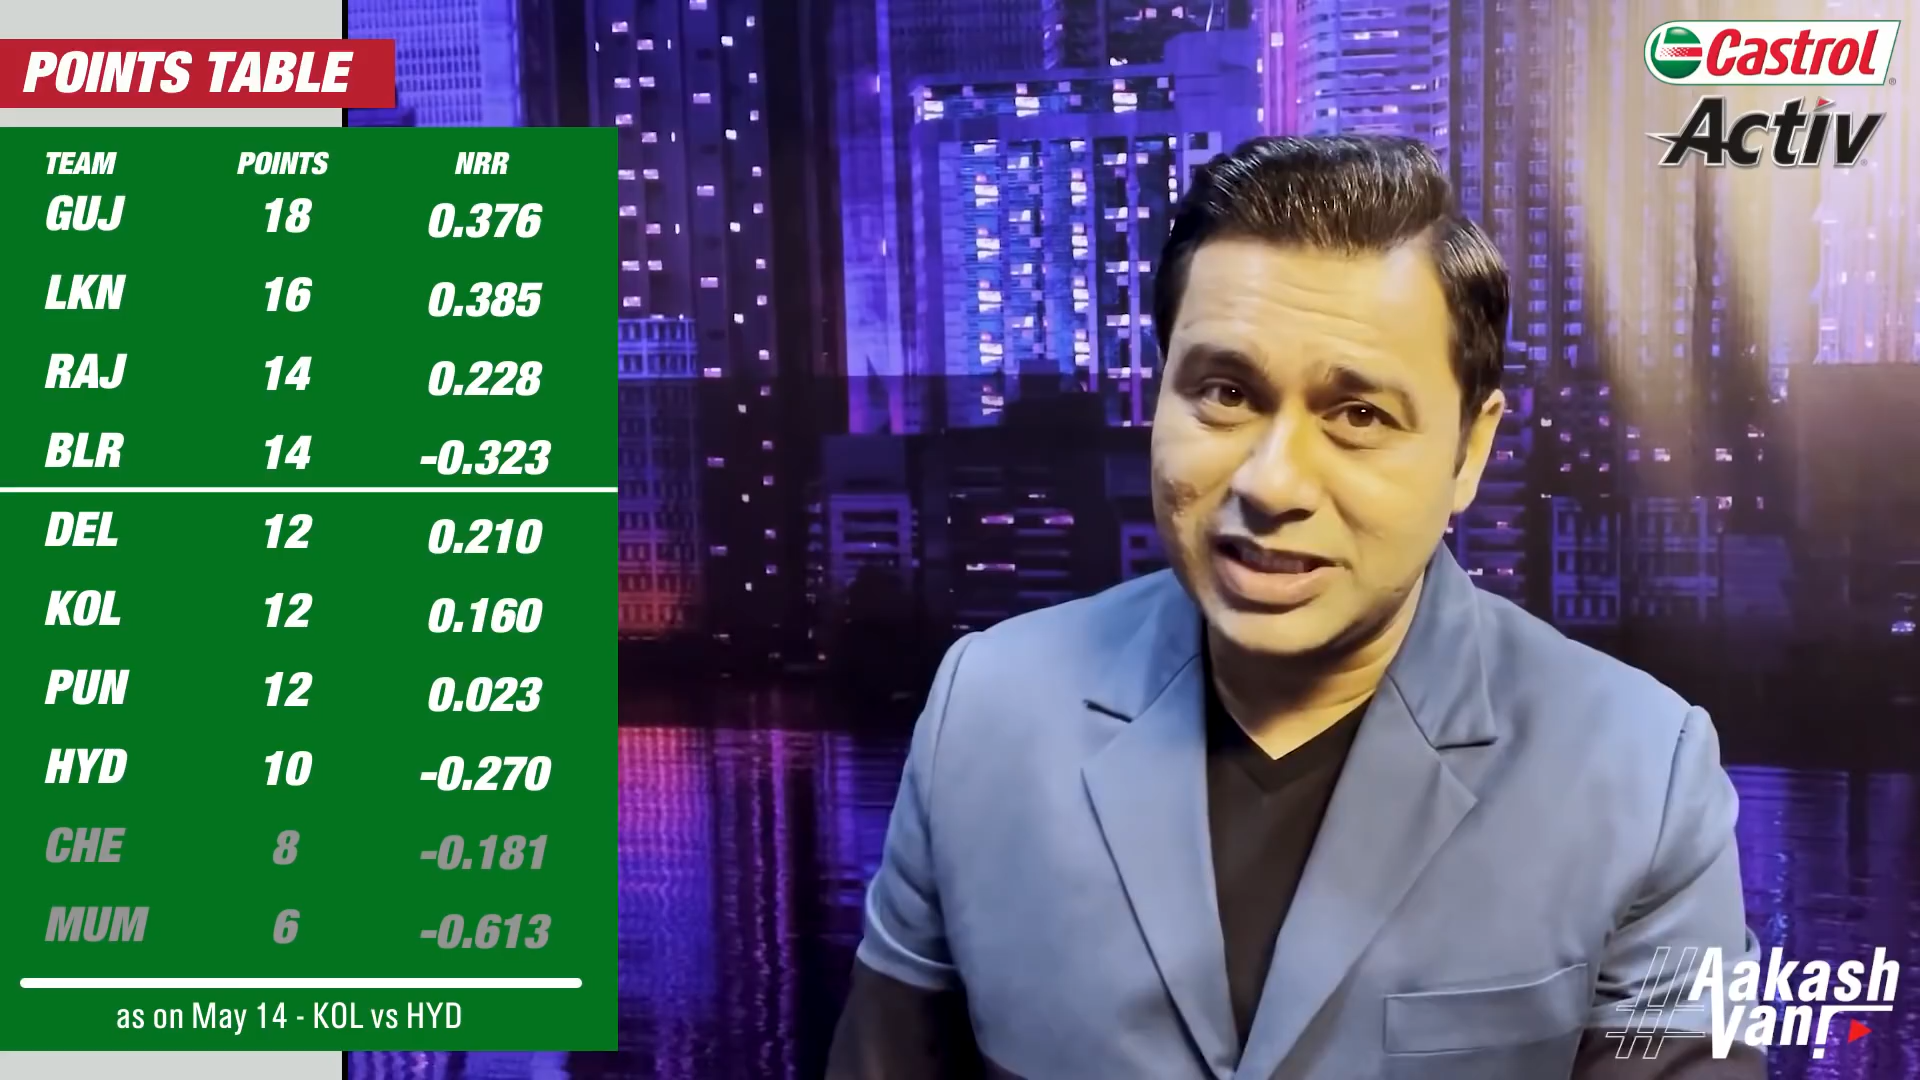 POINTS TABLE
TEAM POINTS NRR
GUJ 18 0.376
LKN 16 0.385
RAJ 14 0.228
BLR 14 -0.323
DEL 12 0.210
KOL 12 0.160
PUN 12 0.023
HYD 10 -0.270
CHE 8 -0.181
MUM 6 -0.613
as on May 14 - KOL vs HYD
Castrol
Activ
#Aakash
Vani